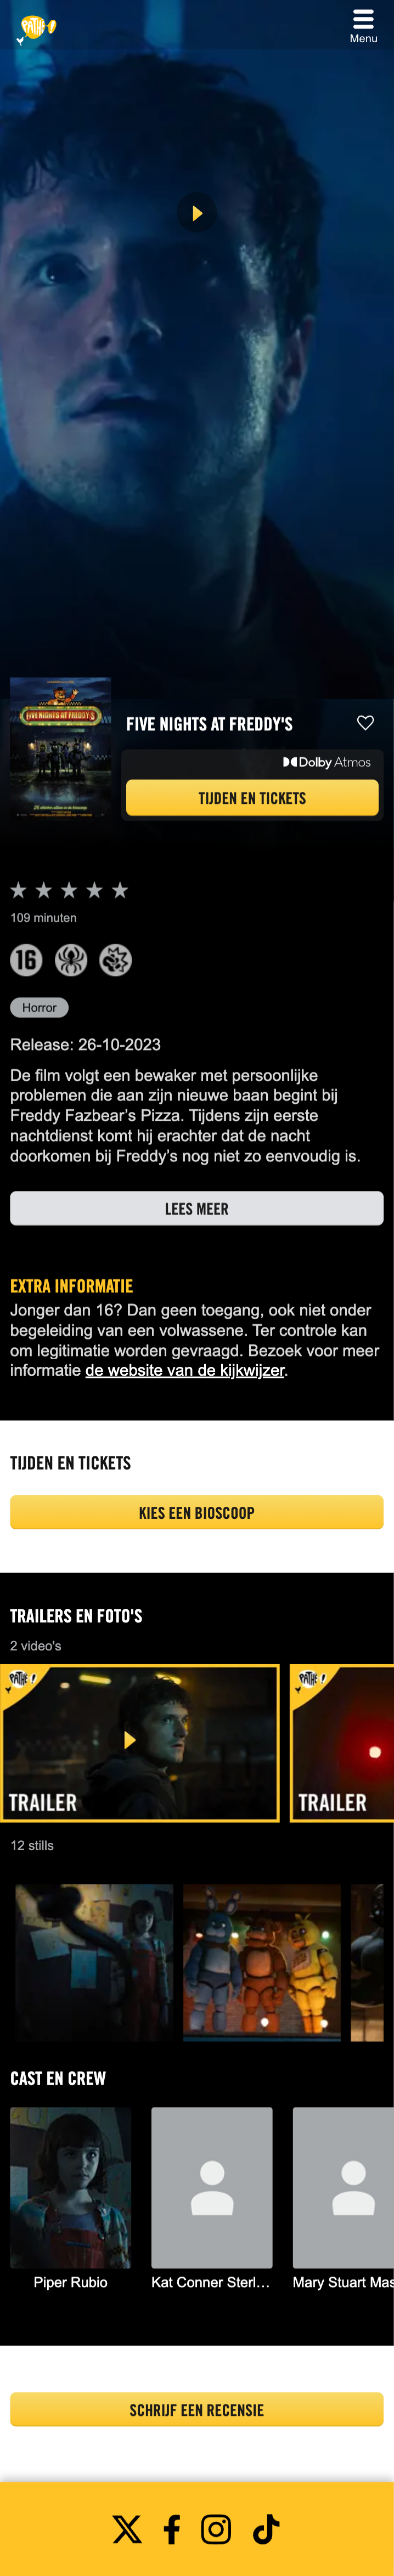 PATHÉ!
Menu
FIVE NIGHTS AT FREDDY'S
FIVE NIGHTS AT FREDDY'S
Dolby Atmos
TIJDEN EN TICKETS
109 minuten
16
Horror
Release: 26-10-2023
De film volgt een bewaker met persoonlijke
problemen die aan zijn nieuwe baan begint bij
Freddy Fazbear’s Pizza. Tijdens zijn eerste
nachtdienst komt hij erachter dat de nacht
doorkomen bij Freddy’s nog niet zo eenvoudig is.
LEES MEER
EXTRA INFORMATIE
Jonger dan 16? Dan geen toegang, ook niet onder
begeleiding van een volwassene. Ter controle kan
om legitimatie worden gevraagd. Bezoek voor meer
informatie de website van de kijkwijzer.
TIJDEN EN TICKETS
KIES EEN BIOSCOOP
TRAILERS EN FOTO'S
2 video's
PATHÉ!
TRAILER
PATHÉ!
TRAILER
12 stills
CAST EN CREW
Piper Rubio
Kat Conner Sterl...
Mary Stuart Mas
SCHRIJF EEN RECENSIE